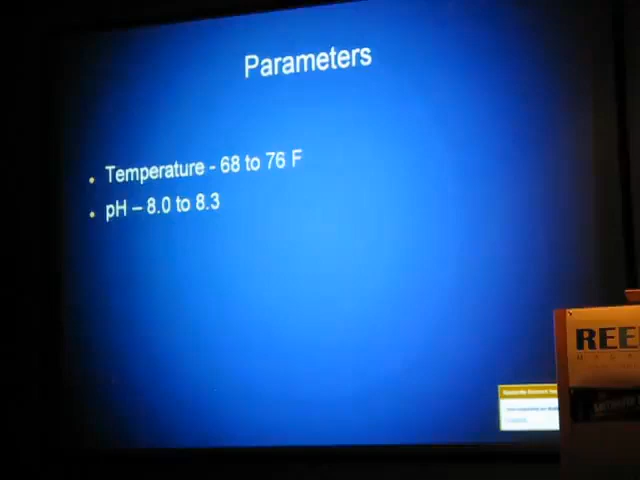 Parameters
Temperature - 68 to 76 F
pH – 8.0 to 8.3
REE